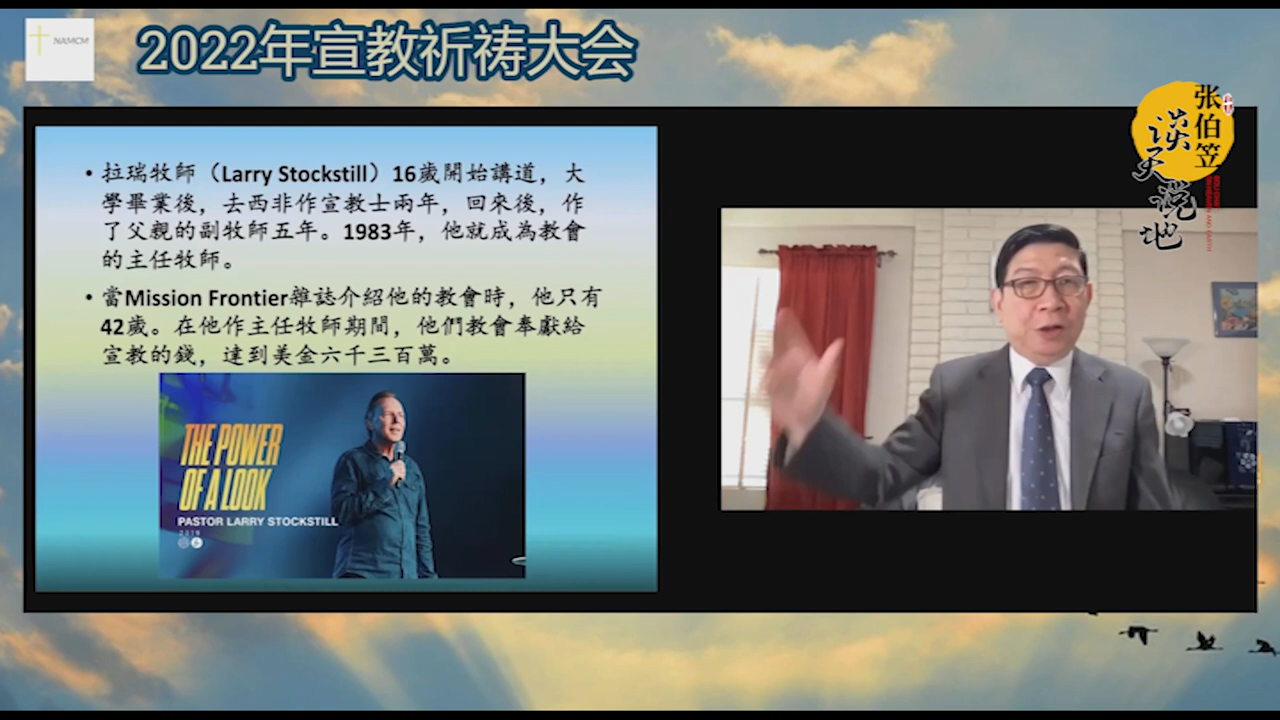 NAMCM
2022年宣教祈祷大会
• 拉瑞牧師（Larry Stockstill）16歲開始講道，大
學畢業後，去西非作宣教士兩年，回來後，作
了父親的副牧師五年。1983年，他就成為教會
的主任牧師。
• 當Mission Frontier雜誌介紹他的教會時，他只有
42歲。在他作主任牧師期間，他們教會奉獻給
宣教的錢，達到美金六千三百萬。
THE POWER
OF A LOOK
PASTOR LARRY STOCKSTILL
张伯笠
谈天说地